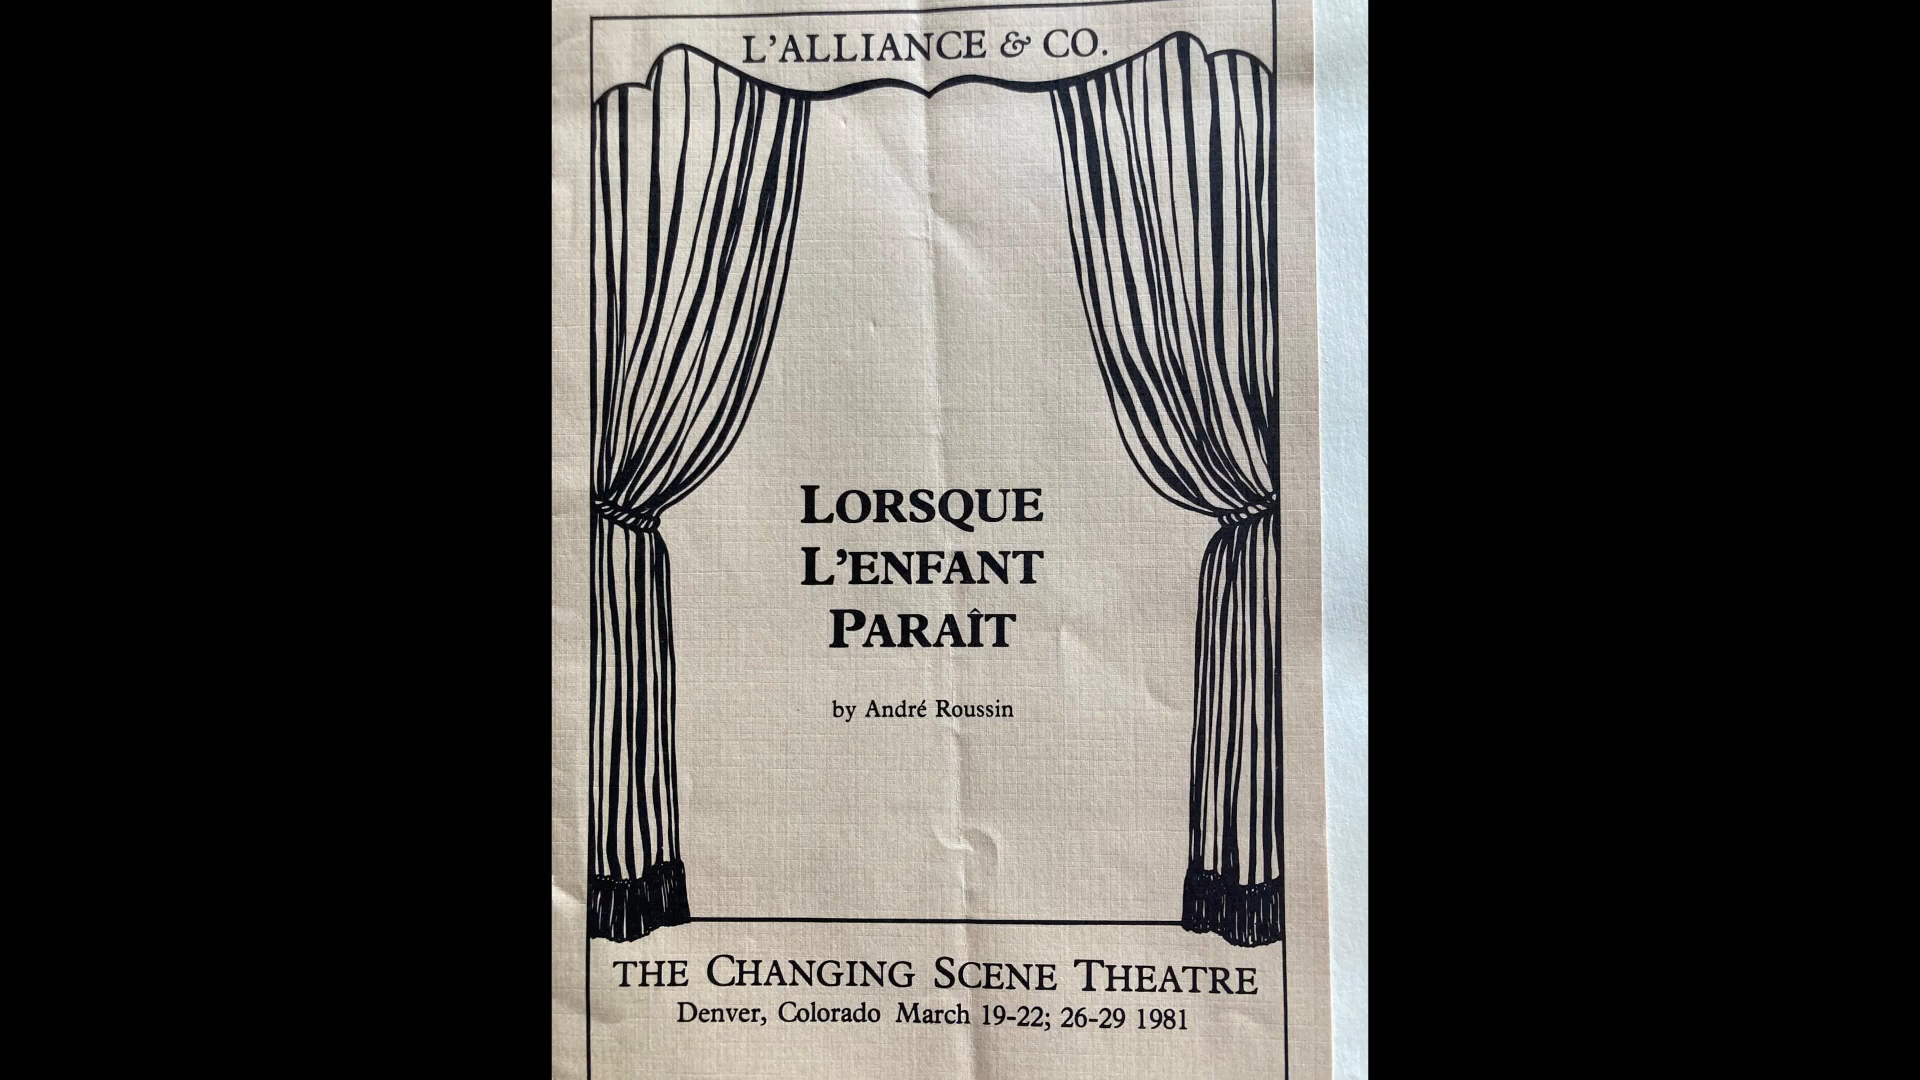 L'ALLIANCE & CO.
LORSQUE
L'ENFANT
PARAÎT
by André Roussin
THE CHANGING SCENE THEATRE
Denver, Colorado March 19-22; 26-29 1981